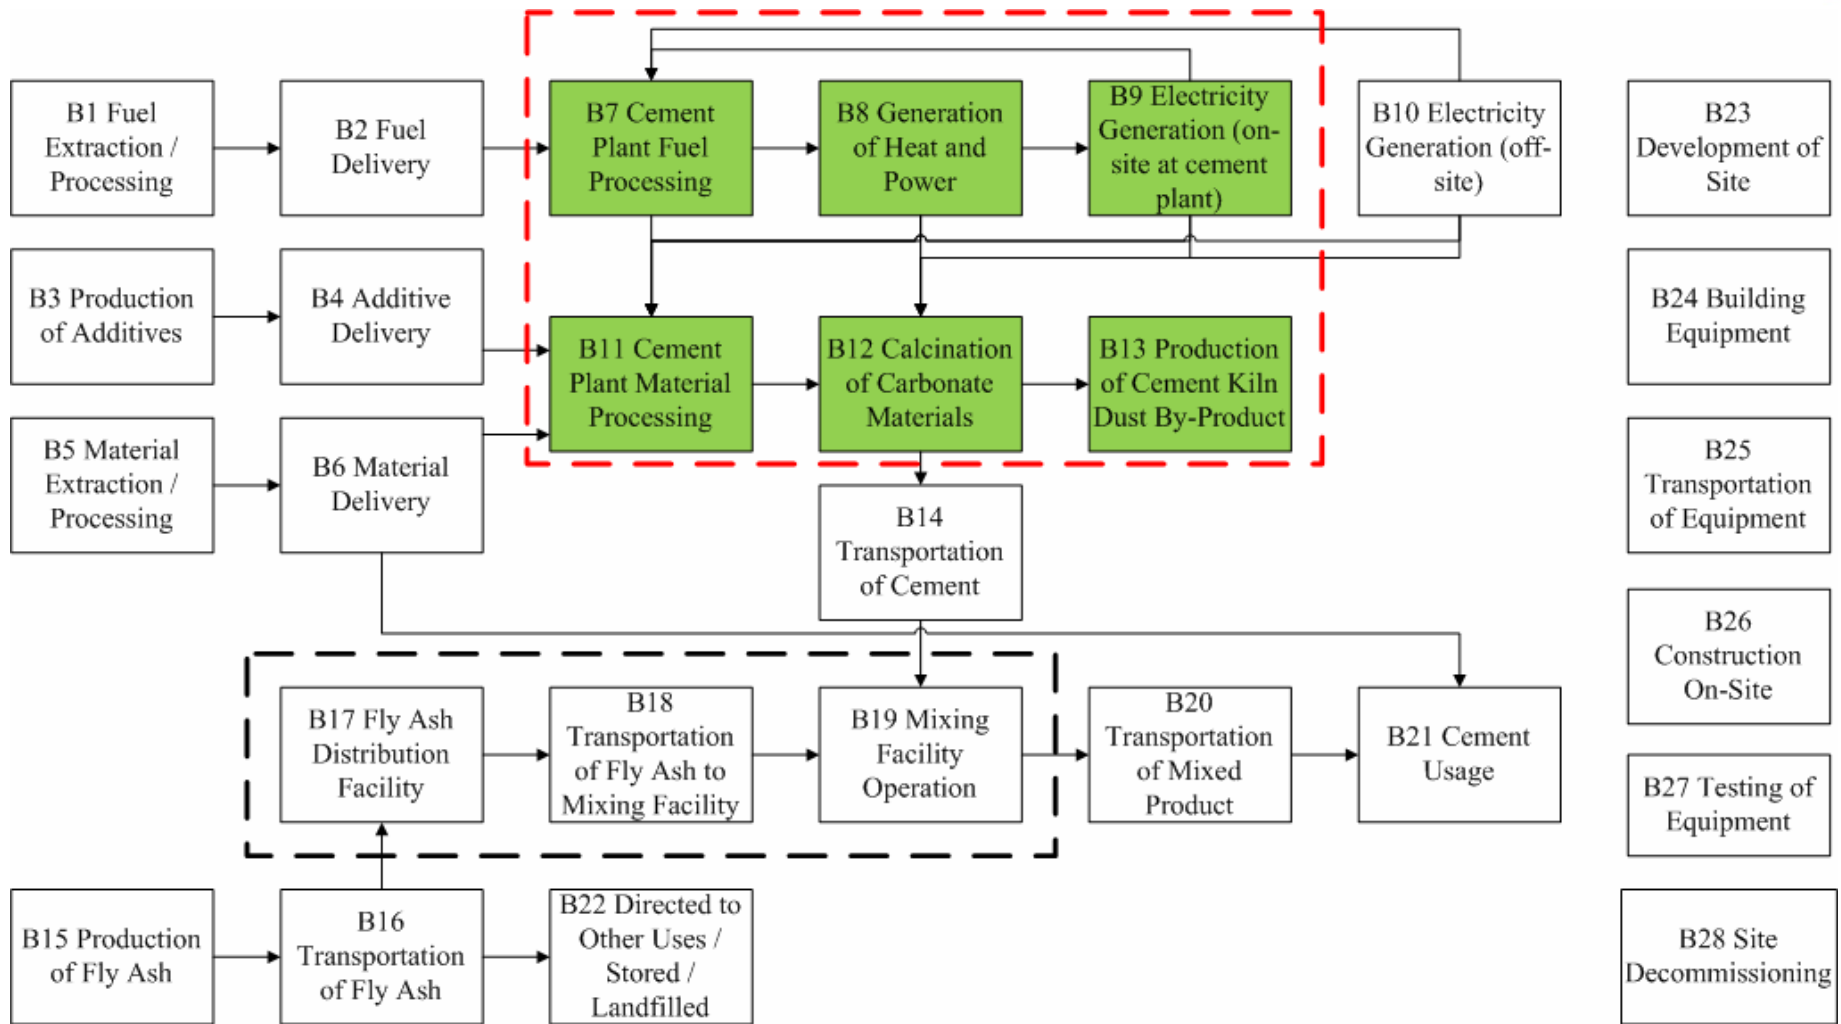 B1 Fuel
Extraction /
Processing
B2 Fuel
Delivery
B7 Cement
Plant Fuel
Processing
B8 Generation
of Heat and
Power
B9 Electricity
Generation (on-
site at cement
plant)
B10 Electricity
Generation (off-
site)
B23
Development of
Site
B3 Production
of Additives
B4 Additive
Delivery
B24 Building
Equipment
B11 Cement
Plant Material
Processing
B12 Calcination
of Carbonate
Materials
B13 Production
of Cement Kiln
Dust By-Product
B5 Material
Extraction /
Processing
B6 Material
Delivery
B25
Transportation
of Equipment
B14
Transportation
of Cement
B26
Construction
On-Site
B17 Fly Ash
Distribution
Facility
B18
Transportation
of Fly Ash to
Mixing Facility
B19 Mixing
Facility
Operation
B20
Transportation
of Mixed
Product
B21 Cement
Usage
B27 Testing of
Equipment
B15 Production
of Fly Ash
B16
Transportation
of Fly Ash
B22 Directed to
Other Uses /
Stored /
Landfilled
B28 Site
Decommissioning